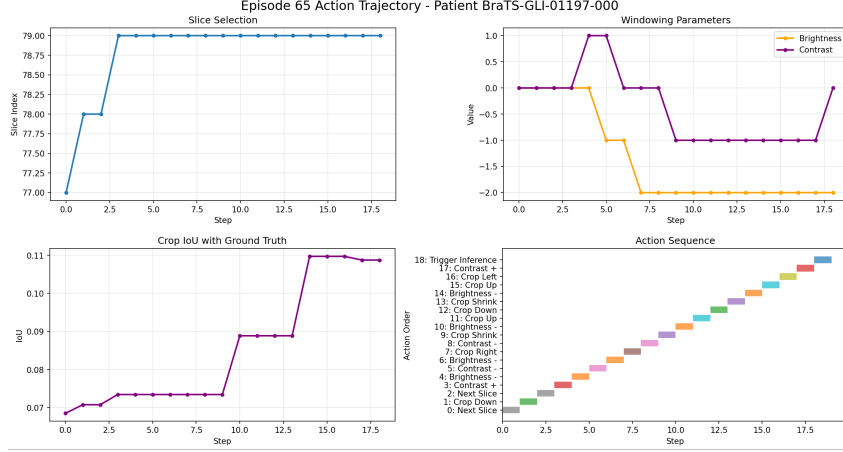 Episode 65 Action Trajectory - Patient BraTS-GLI-01197-000
Slice Selection
Slice Index
79.00
78.75
78.50
78.25
78.00
77.75
77.50
77.25
77.00
0.0 2.5 5.0 7.5 10.0 12.5 15.0 17.5
Step
Windowing Parameters
Value
1.0
0.5
0.0
−0.5
−1.0
−1.5
−2.0
Brightness
Contrast
0.0 2.5 5.0 7.5 10.0 12.5 15.0 17.5
Step
Crop IoU with Ground Truth
IoU
0.11
0.10
0.09
0.08
0.07
0.0 2.5 5.0 7.5 10.0 12.5 15.0 17.5
Step
Action Sequence
Action Order
18: Trigger Inference
17: Contrast +
16: Crop Left
15: Crop Up
14: Brightness -
13: Crop Shrink
12: Crop Down
11: Crop Up
10: Brightness -
9: Crop Shrink
8: Contrast -
7: Crop Right
6: Brightness -
5: Contrast -
4: Brightness -
3: Contrast +
2: Next Slice
1: Crop Down
0: Next Slice
0.0 2.5 5.0 7.5 10.0 12.5 15.0 17.5
Step